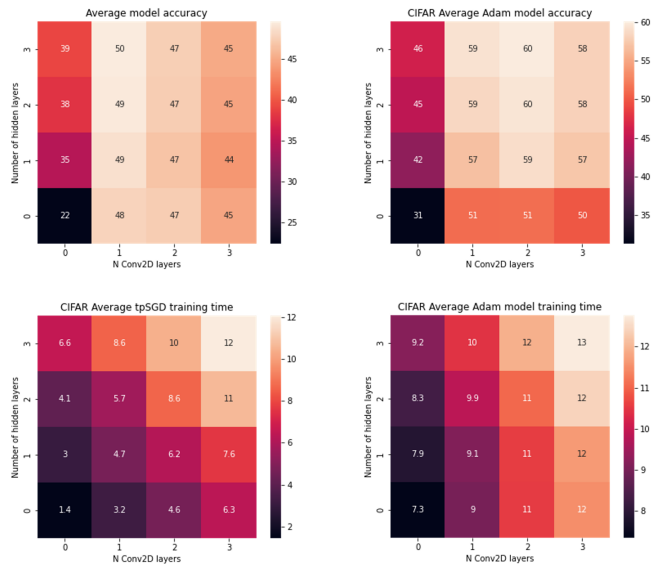 Average model accuracy
3 39 50 47 45
2 38 49 47 45
1 35 49 47 44
0 22 48 47 45
0 1 2 3
N Conv2D layers
Number of hidden layers
45
40
35
30
25
CIFAR Average Adam model accuracy
3 46 59 60 58
2 45 59 60 58
1 42 57 59 57
0 31 51 51 50
0 1 2 3
N Conv2D layers
Number of hidden layers
60
55
50
45
40
35
CIFAR Average tpSGD training time
3 6.6 8.6 10 12
2 4.1 5.7 8.6 11
1 3 4.7 6.2 7.6
0 1.4 3.2 4.6 6.3
0 1 2 3
N Conv2D layers
Number of hidden layers
12
10
8
6
4
2
CIFAR Average Adam model training time
3 9.2 10 12 13
2 8.3 9.9 11 12
1 7.9 9.1 11 12
0 7.3 9 11 12
0 1 2 3
N Conv2D layers
Number of hidden layers
12
11
10
9
8